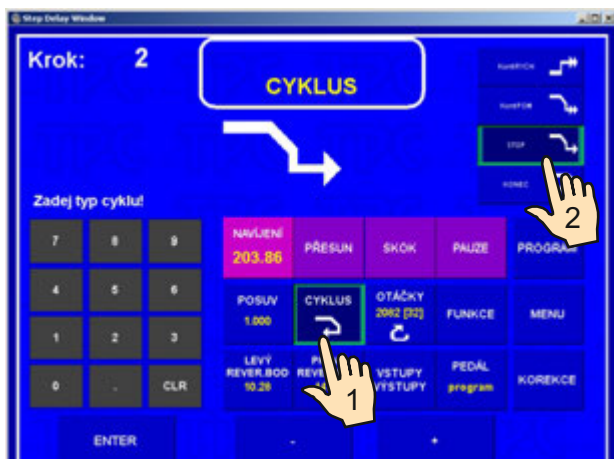 Step Delay Window
Krok: 2
CYKLUS
STOP
KONEC
Zadej typ cyklu!
7 8 9
4 5 6
1 2 3
0 . CLR
ENTER - +
NAVÍJENÍ
203.86
PŘESUN
SKOK
PAUZE
PROGRAM
POSUV
1.000
CYKLUS
OTÁČKY
2082 [32]
FUNKCE
MENU
LEVÝ
REVER.BOD
10.28
VSTUPY
VÝSTUPY
PEDÁL
program
KOREKCE
1
2